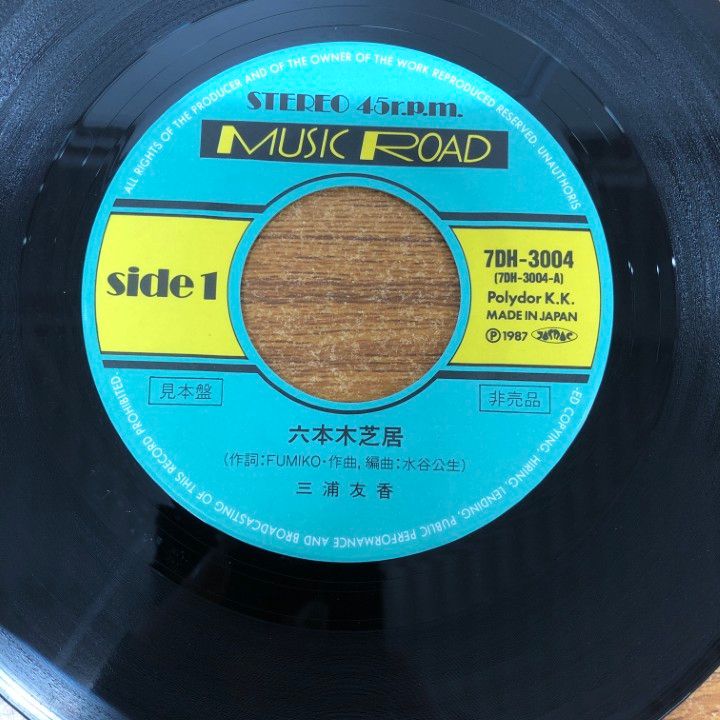 ALL RIGHTS OF THE PRODUCER AND OF THE OWNER OF THE WORK REPRODUCED RESERVED. UNAUTHORIS
ED COPYING, HIRING, LENDING, PUBLIC PERFORMANCE AND BROADCASTING OF THIS RECORD PROHIBITED.
STEREO 45r.p.m.
MUSIC ROAD
side 1
7DH-3004
(7DH-3004-A)
Polydor K.K.
MADE IN JAPAN
Ⓟ1987
見本盤
非売品
六本木芝居
(作詞:FUMIKO・作曲,編曲:水谷公生)
三浦友香